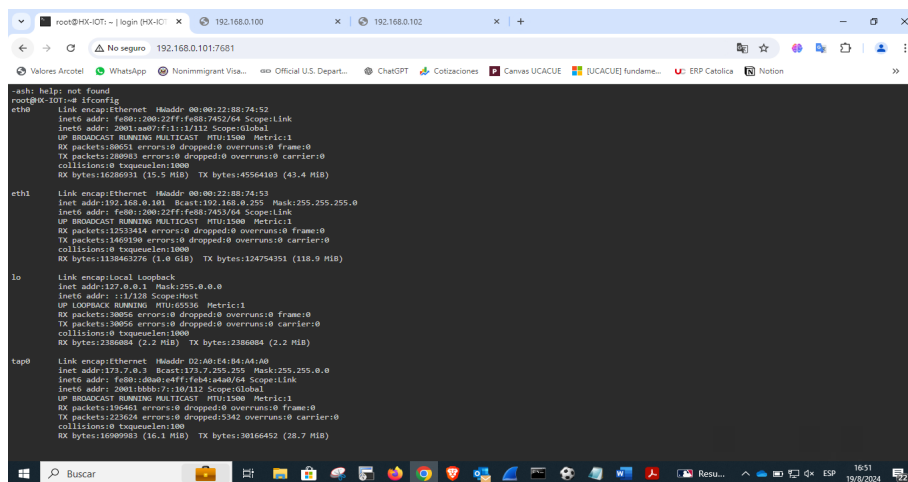 root@HX-IOT: ~ | login (HX-IOT
192.168.0.100
192.168.0.102
No seguro
192.168.0.101:7681
Valores Arcotel
WhatsApp
Nonimmigrant Visa...
Official U.S. Depart...
ChatGPT
Cotizaciones
Canvas UCACUE
[UCACUE] fundame...
ERP Catolica
Notion
-ash: help: not found
root@HX-IOT:~# ifconfig
eth0 Link encap:Ethernet HWaddr 00:00:22:88:74:52
inet6 addr: fe80::200:22ff:fe88:7452/64 Scope:Link
inet6 addr: 2001:aa07:f:1::1/112 Scope:Global
UP BROADCAST RUNNING MULTICAST MTU:1500 Metric:1
RX packets:80651 errors:0 dropped:0 overruns:0 frame:0
TX packets:280983 errors:0 dropped:0 overruns:0 carrier:0
collisions:0 txqueuelen:1000
RX bytes:16286931 (15.5 MiB) TX bytes:45564103 (43.4 MiB)
eth1 Link encap:Ethernet HWaddr 00:00:22:88:74:53
inet addr:192.168.0.101 Bcast:192.168.0.255 Mask:255.255.255.0
inet6 addr: fe80::200:22ff:fe88:7453/64 Scope:Link
UP BROADCAST RUNNING MULTICAST MTU:1500 Metric:1
RX packets:12533414 errors:0 dropped:0 overruns:0 frame:0
TX packets:1469190 errors:0 dropped:0 overruns:0 carrier:0
collisions:0 txqueuelen:1000
RX bytes:1138463276 (1.0 GiB) TX bytes:124754351 (118.9 MiB)
lo Link encap:Local Loopback
inet addr:127.0.0.1 Mask:255.0.0.0
inet6 addr: ::1/128 Scope:Host
UP LOOPBACK RUNNING MTU:65536 Metric:1
RX packets:30056 errors:0 dropped:0 overruns:0 frame:0
TX packets:30056 errors:0 dropped:0 overruns:0 carrier:0
collisions:0 txqueuelen:1000
RX bytes:2386084 (2.2 MiB) TX bytes:2386084 (2.2 MiB)
tap0 Link encap:Ethernet HWaddr D2:A0:E4:B4:A4:A0
inet addr:173.7.0.3 Bcast:173.7.255.255 Mask:255.255.0.0
inet6 addr: fe80::d0a0:e4ff:feb4:a4a0/64 Scope:Link
inet6 addr: 2001:bbbb:7::10/112 Scope:Global
UP BROADCAST RUNNING MULTICAST MTU:1500 Metric:1
RX packets:196461 errors:0 dropped:0 overruns:0 frame:0
TX packets:223624 errors:0 dropped:5342 overruns:0 carrier:0
collisions:0 txqueuelen:100
RX bytes:16909983 (16.1 MiB) TX bytes:30166452 (28.7 MiB)
Buscar
Resu...
ESP
16:51
19/8/2024
22